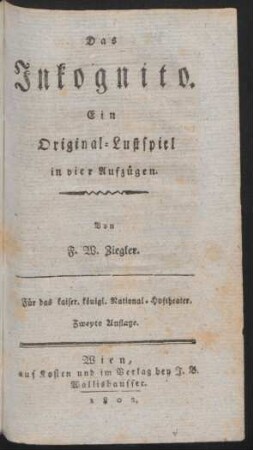 Das
Inkognito.
Ein
Original-Lustspiel
in vier Aufzügen.
Von
F. W. Ziegler.
Für das kaiser. königl. National-Hoftheater.
Zweyte Auflage.
Wien,
auf Kosten und im Verlag bey J. B.
Wallishausser.